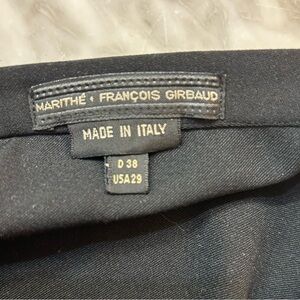 MARITHÉ + FRANÇOIS GIRBAUD
MADE IN ITALY
D 38
USA 29